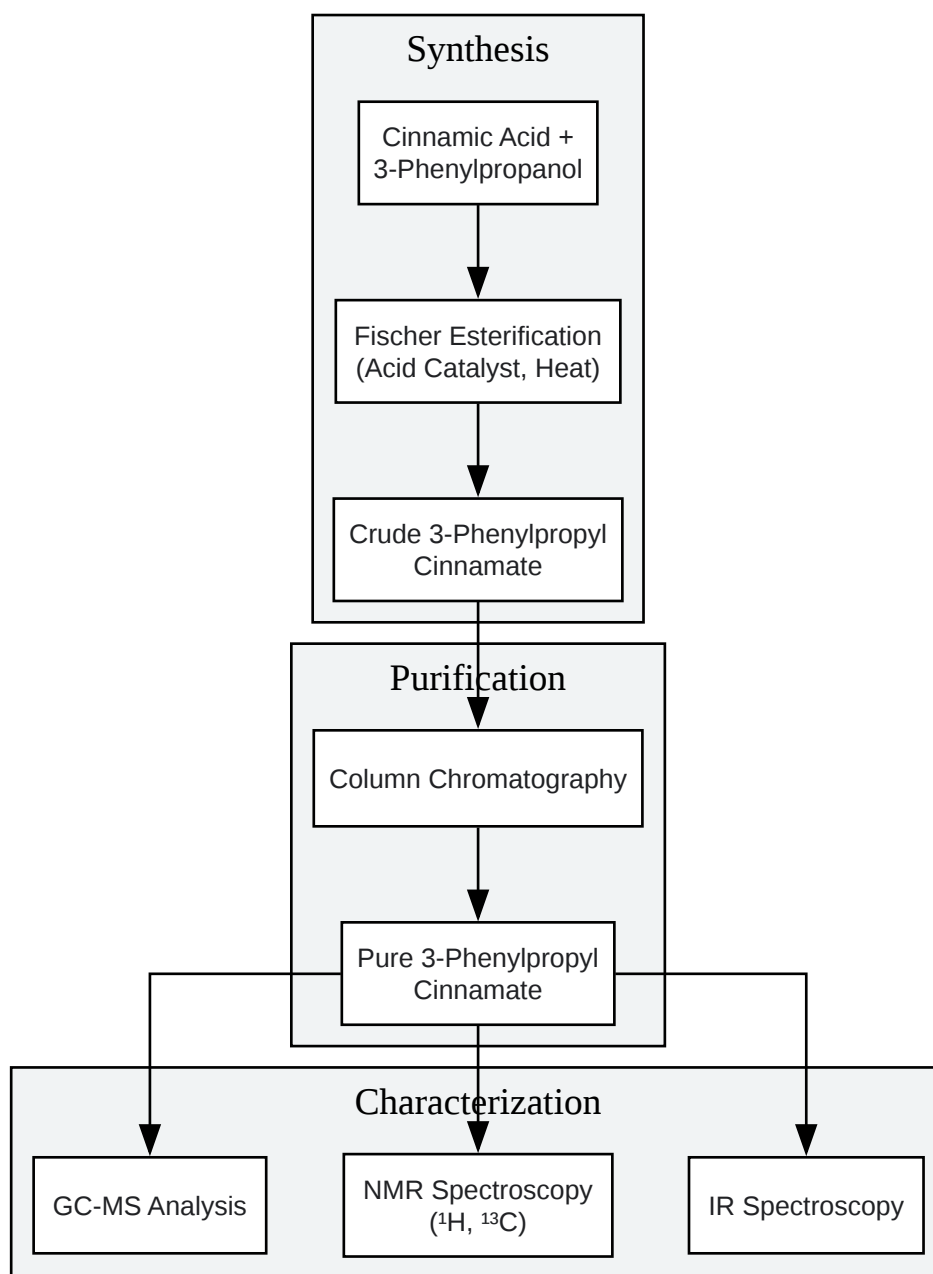 Synthesis
Cinnamic Acid +
3-Phenylpropanol
Fischer Esterification
(Acid Catalyst, Heat)
Crude 3-Phenylpropyl
Cinnamate
Purification
Column Chromatography
Pure 3-Phenylpropyl
Cinnamate
Characterization
GC-MS Analysis
NMR Spectroscopy
(¹H, ¹³C)
IR Spectroscopy